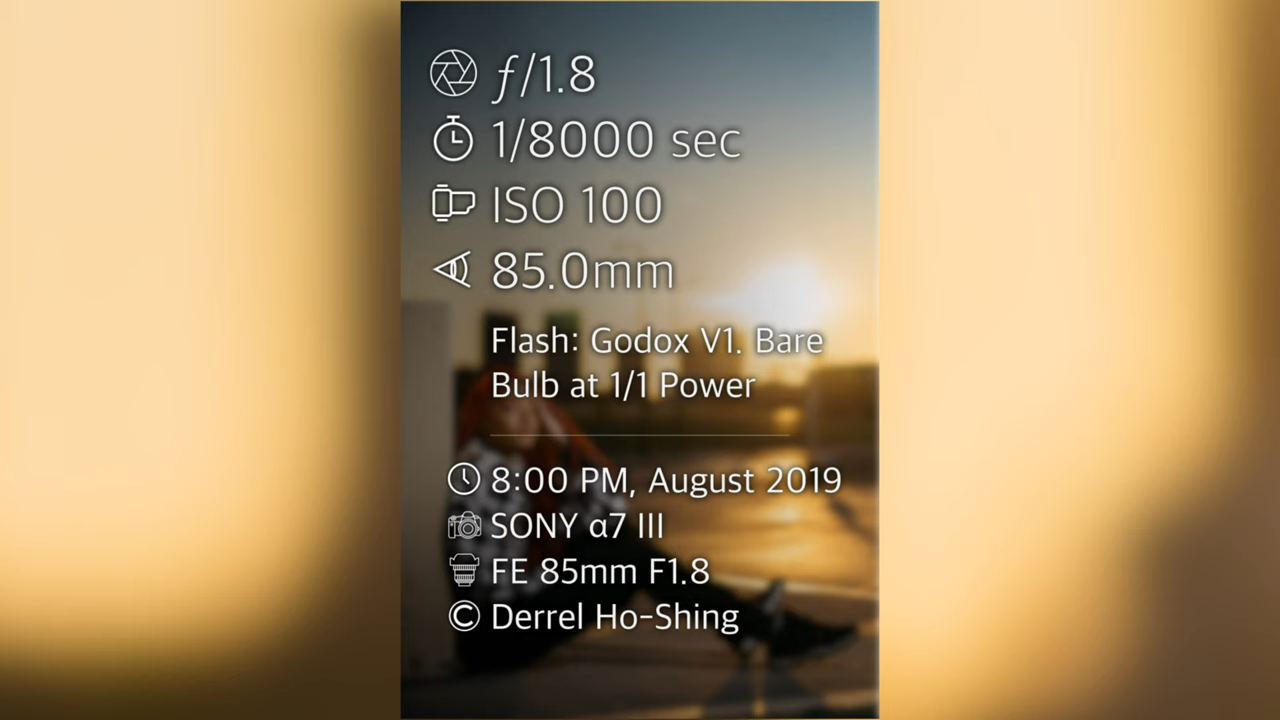 ƒ/1.8
1/8000 sec
ISO 100
85.0mm
Flash: Godox V1. Bare
Bulb at 1/1 Power
8:00 PM, August 2019
SONY α7 III
FE 85mm F1.8
© Derrel Ho-Shing